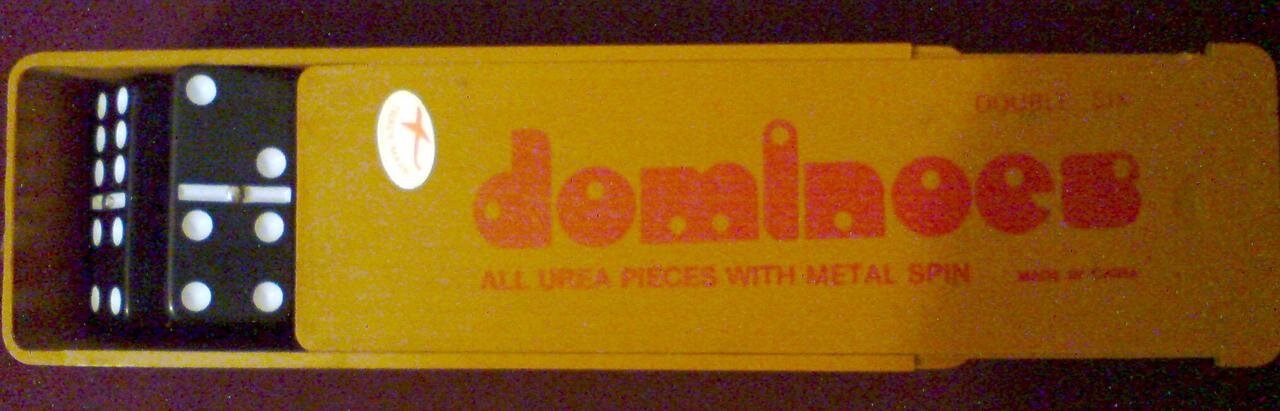 DOUBLE SIX
dominoes
ALL UREA PIECES WITH METAL SPIN
MADE IN CHINA